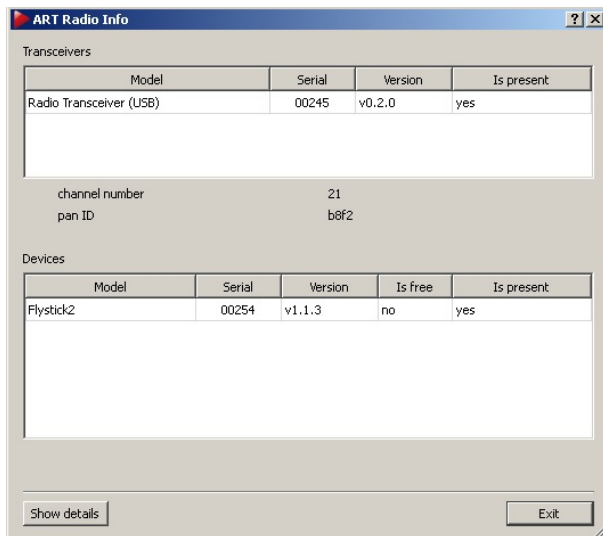 ART Radio Info
Transceivers
Model Serial Version Is present
Radio Transceiver (USB) 00245 v0.2.0 yes
channel number 21
pan ID b8f2
Devices
Model Serial Version Is free Is present
Flystick2 00254 v1.1.3 no yes
Show details Exit